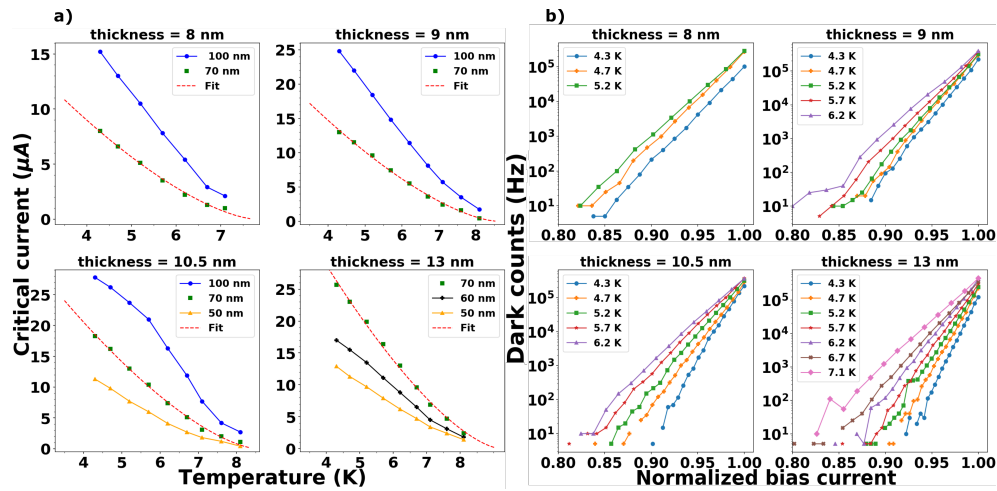 a)
b)
thickness = 8 nm
thickness = 9 nm
thickness = 8 nm
thickness = 9 nm
15
10
5
0
100 nm
70 nm
Fit
4 5 6 7
25
20
15
10
5
0
100 nm
70 nm
Fit
4 5 6 7 8
10⁵
10⁴
10³
10²
10¹
4.3 K
4.7 K
5.2 K
0.80 0.85 0.90 0.95 1.00
10⁵
10⁴
10³
10²
10¹
4.3 K
4.7 K
5.2 K
5.7 K
6.2 K
0.80 0.85 0.90 0.95 1.00
Critical current (μA)
Dark counts (Hz)
thickness = 10.5 nm
thickness = 13 nm
thickness = 10.5 nm
thickness = 13 nm
25
20
15
10
5
0
100 nm
70 nm
50 nm
Fit
4 5 6 7 8
25
20
15
10
5
0
70 nm
60 nm
50 nm
Fit
4 5 6 7 8 9
10⁵
10⁴
10³
10²
10¹
4.3 K
4.7 K
5.2 K
5.7 K
6.2 K
0.80 0.85 0.90 0.95 1.00
10⁵
10⁴
10³
10²
10¹
4.3 K
4.7 K
5.2 K
5.7 K
6.2 K
6.7 K
7.1 K
0.80 0.85 0.90 0.95 1.00
Temperature (K)
Normalized bias current